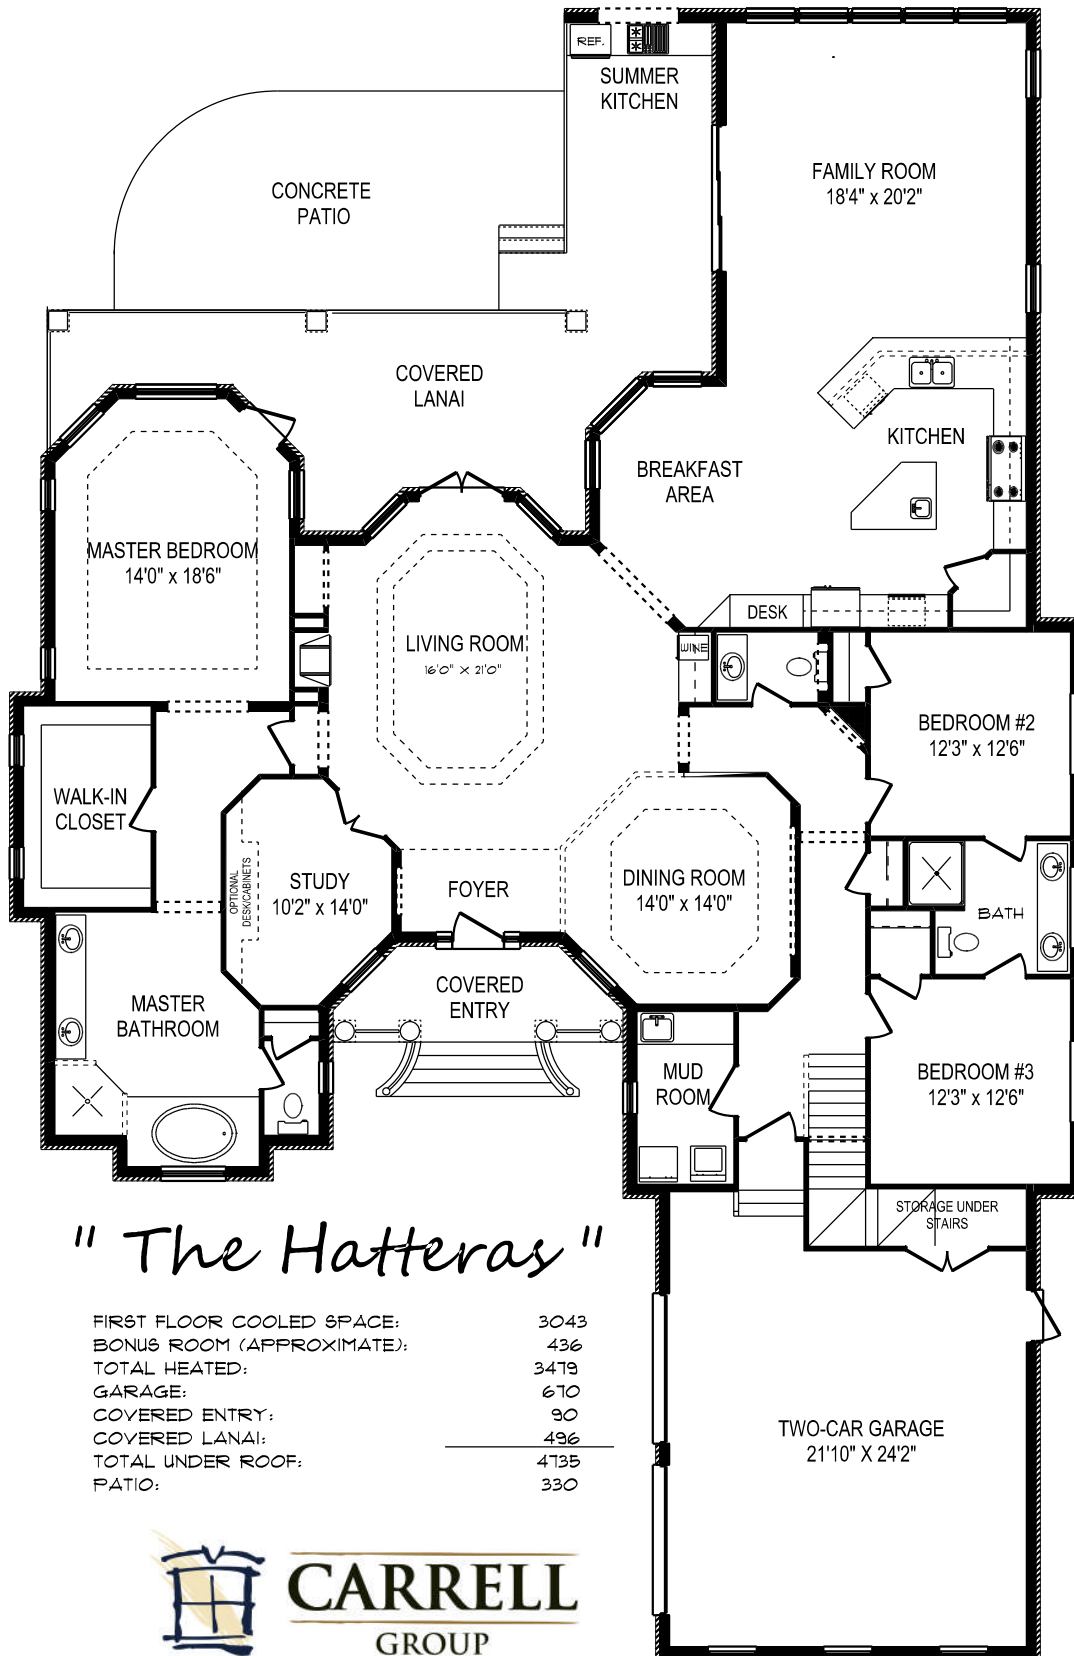 REF.
SUMMER
KITCHEN
FAMILY ROOM
18'4" x 20'2"
CONCRETE
PATIO
COVERED
LANAI
KITCHEN
BREAKFAST
AREA
MASTER BEDROOM
14'0" x 18'6"
DESK
LIVING ROOM
16'0" X 21'0"
WINE
BEDROOM #2
12'3" x 12'6"
WALK-IN
CLOSET
OPTIONAL
DESK/CABINETS
STUDY
10'2" x 14'0"
FOYER
DINING ROOM
14'0" x 14'0"
BATH
COVERED
ENTRY
MASTER
BATHROOM
MUD
ROOM
BEDROOM #3
12'3" x 12'6"
STORAGE UNDER
STAIRS
" The Hatteras "
FIRST FLOOR COOLED SPACE: 3043
BONUS ROOM (APPROXIMATE): 436
TOTAL HEATED: 3479
GARAGE: 670
COVERED ENTRY: 90
COVERED LANAI: 496
TOTAL UNDER ROOF: 4735
PATIO: 330
TWO-CAR GARAGE
21'10" X 24'2"
CARRELL
GROUP